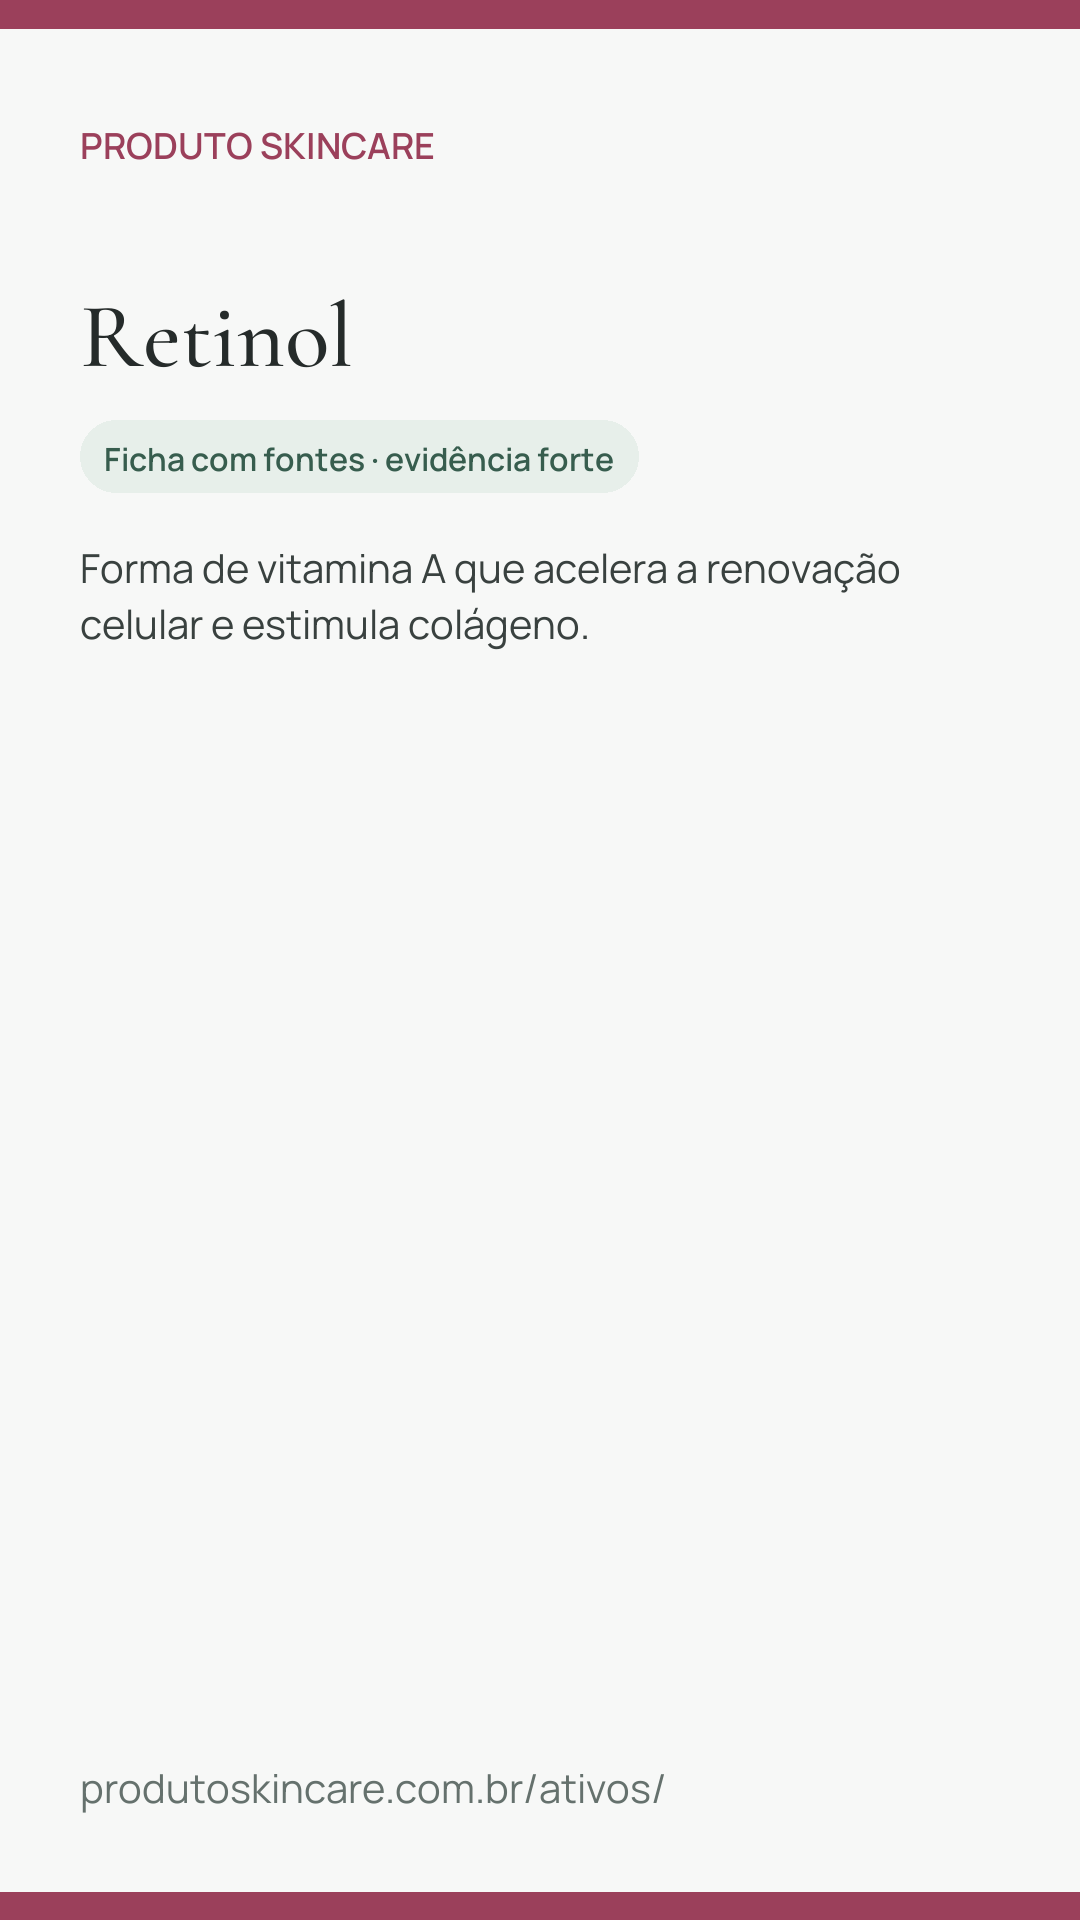 PRODUTO SKINCARE
Retinol
Ficha com fontes · evidência forte
Forma de vitamina A que acelera a renovação
celular e estimula colágeno.
produtoskincare.com.br/ativos/